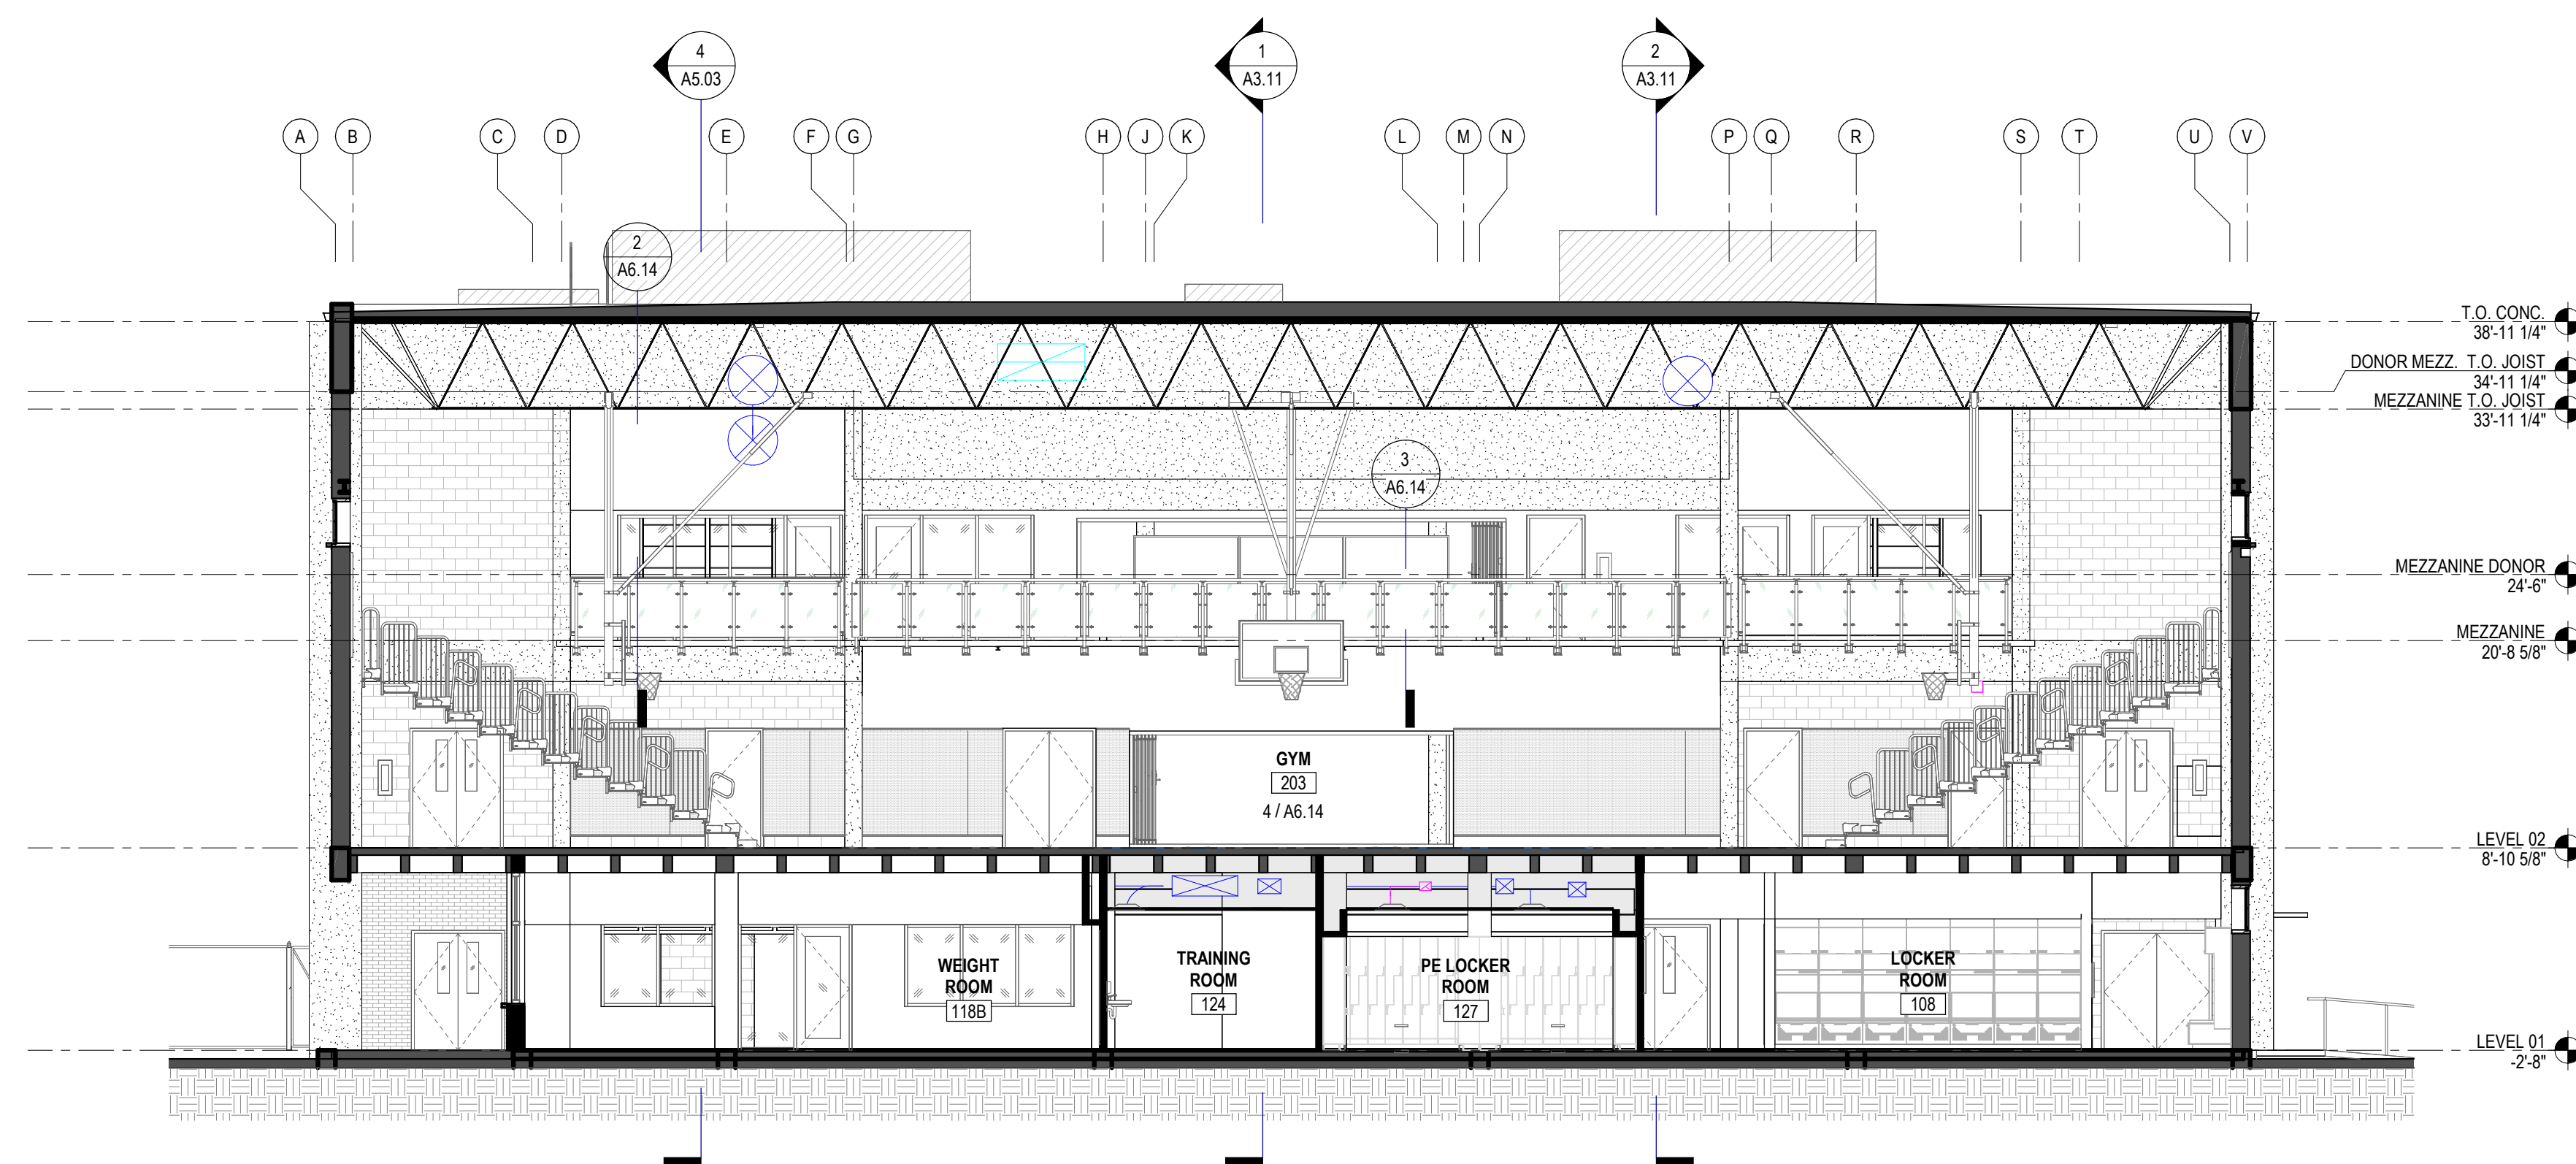 4
A5.03
1
A3.11
2
A3.11
A
B
C
D
E
F
G
H
J
K
L
M
N
P
Q
R
S
T
U
V
2
A6.14
T.O. CONC.
38'-11 1/4"
DONOR MEZZ. T.O. JOIST
34'-11 1/4"
MEZZANINE T.O. JOIST
33'-11 1/4"
3
A6.14
MEZZANINE DONOR
24'-6"
MEZZANINE
20'-8 5/8"
GYM
203
4 / A6.14
LEVEL 02
8'-10 5/8"
WEIGHT
ROOM
118B
TRAINING
ROOM
124
PE LOCKER
ROOM
127
LOCKER
ROOM
108
LEVEL 01
-2'-8"